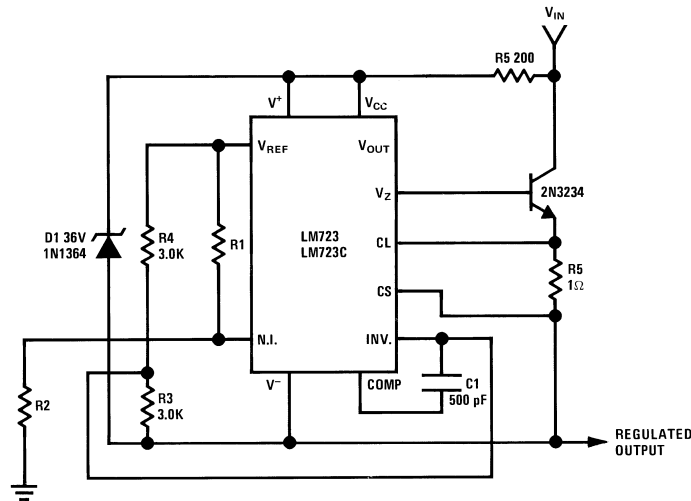 VIN
R5 200
V+
VCC
VREF
VOUT
VZ
2N3234
D1 36V
1N1364
R4
3.0K
R1
LM723
LM723C
CL
R5
1Ω
CS
N.I.
INV.
V−
COMP
C1
500 pF
R2
R3
3.0K
REGULATED
OUTPUT